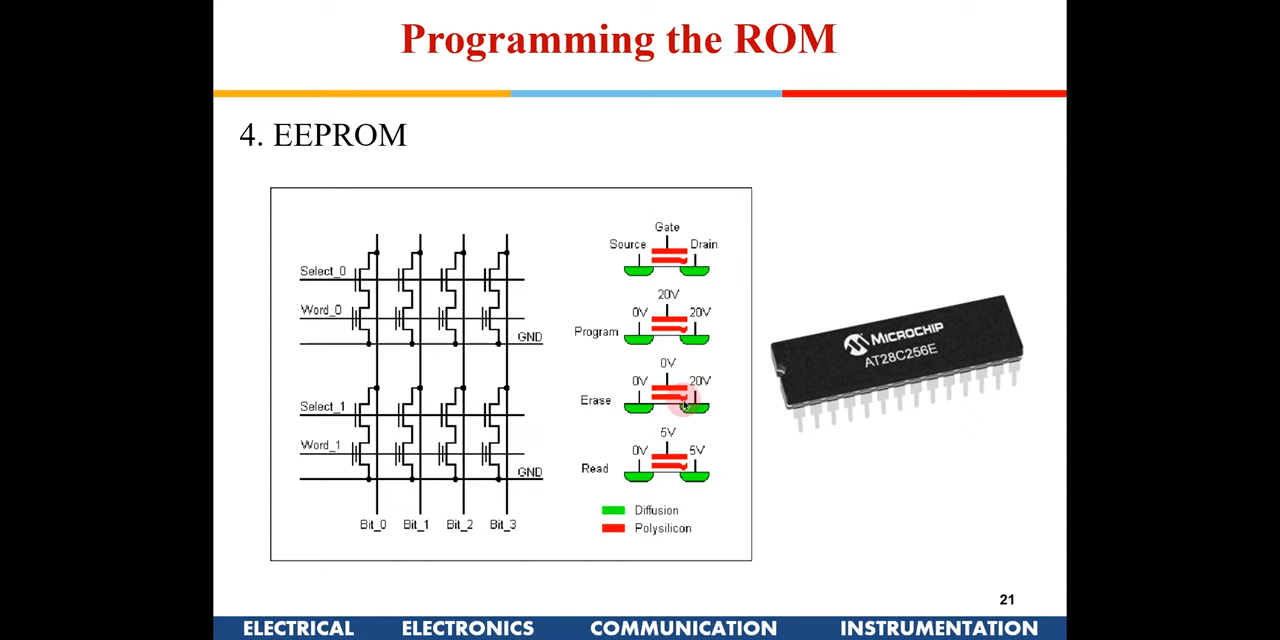 Programming the ROM
4. EEPROM
Select_0
Word_0
GND
Select_1
Word_1
GND
Bit_0 Bit_1 Bit_2 Bit_3
Gate
Source Drain
20V
0V 20V
Program
0V
0V 20V
Erase
5V
0V 5V
Read
Diffusion
Polysilicon
MICROCHIP
AT28C256E
21
ELECTRICAL ELECTRONICS COMMUNICATION INSTRUMENTATION